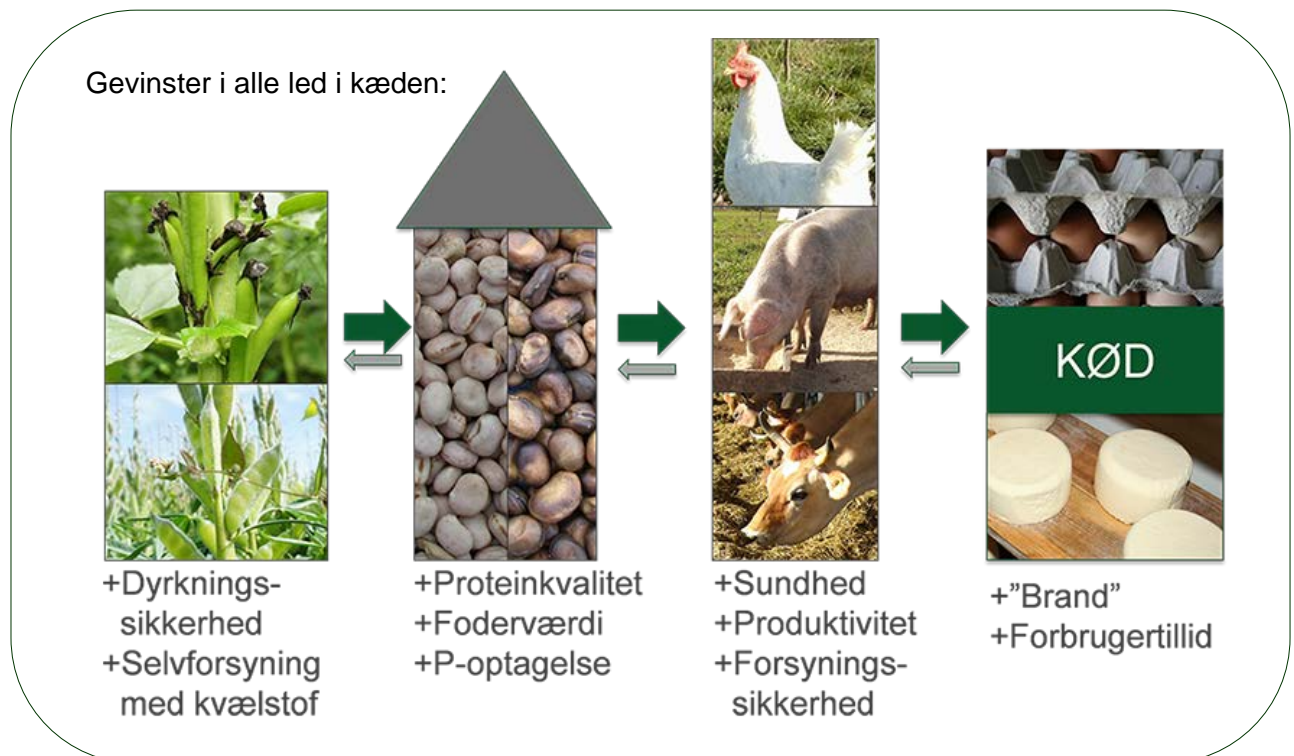 Gevinster i alle led i kæden:
KØD
+Dyrknings-
sikkerhed
+Selvforsyning
med kvælstof
+Proteinkvalitet
+Foderværdi
+P-optagelse
+Sundhed
+Produktivitet
+Forsynings-
sikkerhed
+”Brand”
+Forbrugertillid